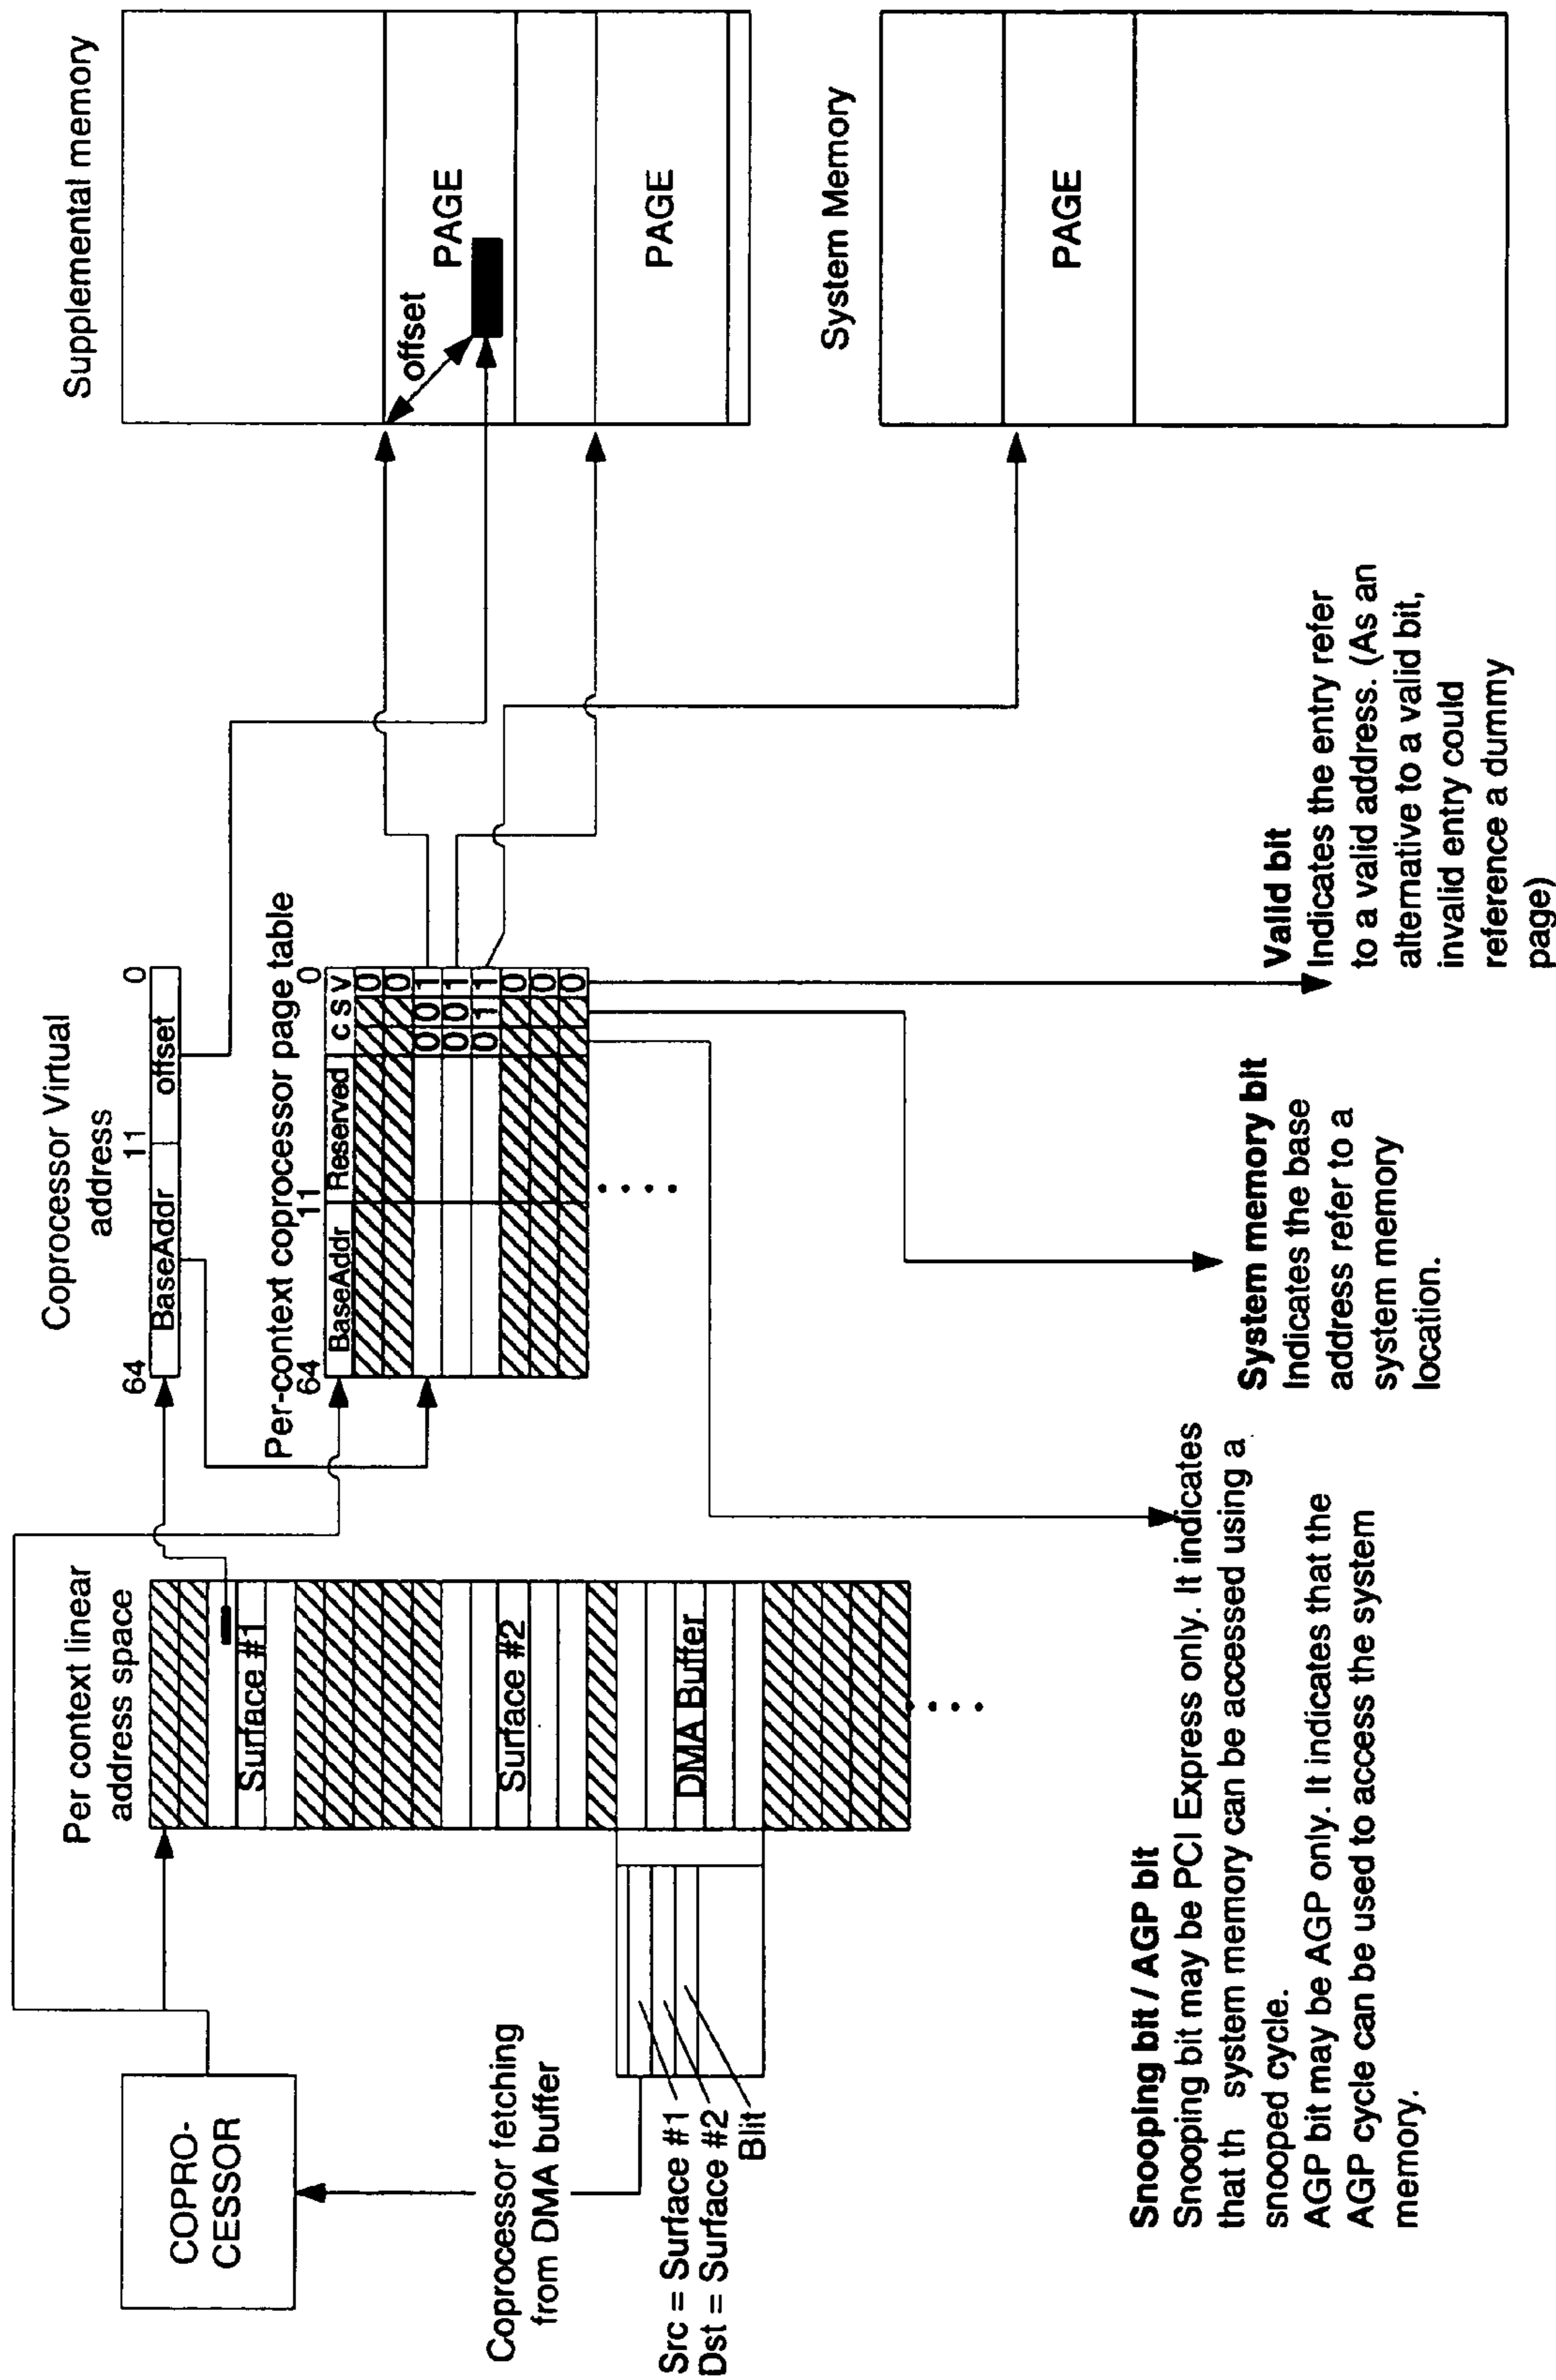 COPRO-
CESSOR
Coprocessor fetching
from DMA buffer
Src = Surface #1
Dst = Surface #2
Blit
Per context linear
address space
Surface #1
Surface #2
DMA Buffer
. . . .
Coprocessor Virtual
address
64 11 0
BaseAddr offset
Per-context coprocessor page table
64 11 0
BaseAddr Reserved C S V
0
0
0 0 1
0 0 1
0 1 1
0
0
0
. . . .
Supplemental memory
offset
PAGE
PAGE
System Memory
PAGE
Snooping bit / AGP bit
Snooping bit may be PCI Express only. It indicates
that th system memory can be accessed using a
snooped cycle.
AGP bit may be AGP only. It indicates that the
AGP cycle can be used to access the system
memory.
System memory bit
Indicates the base
address refer to a
system memory
location.
Valid bit
Indicates the entry refer
to a valid address. (As an
alternative to a valid bit,
invalid entry could
reference a dummy
page)